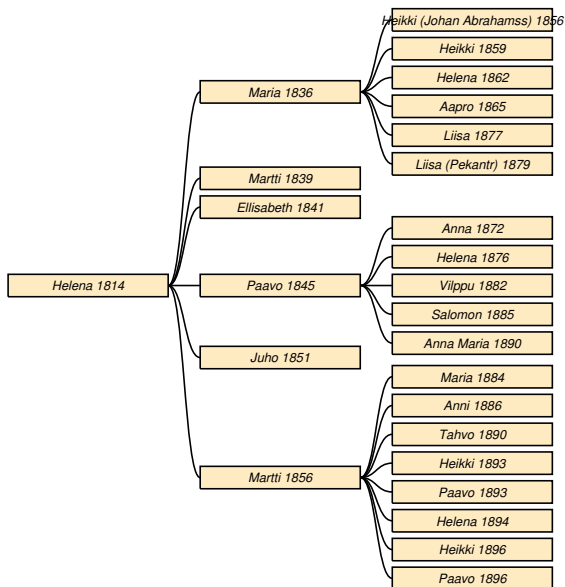 Helena 1814
Maria 1836
Heikki (Johan Abrahamss) 1856
Heikki 1859
Helena 1862
Aapro 1865
Liisa 1877
Liisa (Pekantr) 1879
Martti 1839
Ellisabeth 1841
Paavo 1845
Anna 1872
Helena 1876
Vilppu 1882
Salomon 1885
Anna Maria 1890
Juho 1851
Martti 1856
Maria 1884
Anni 1886
Tahvo 1890
Heikki 1893
Paavo 1893
Helena 1894
Heikki 1896
Paavo 1896